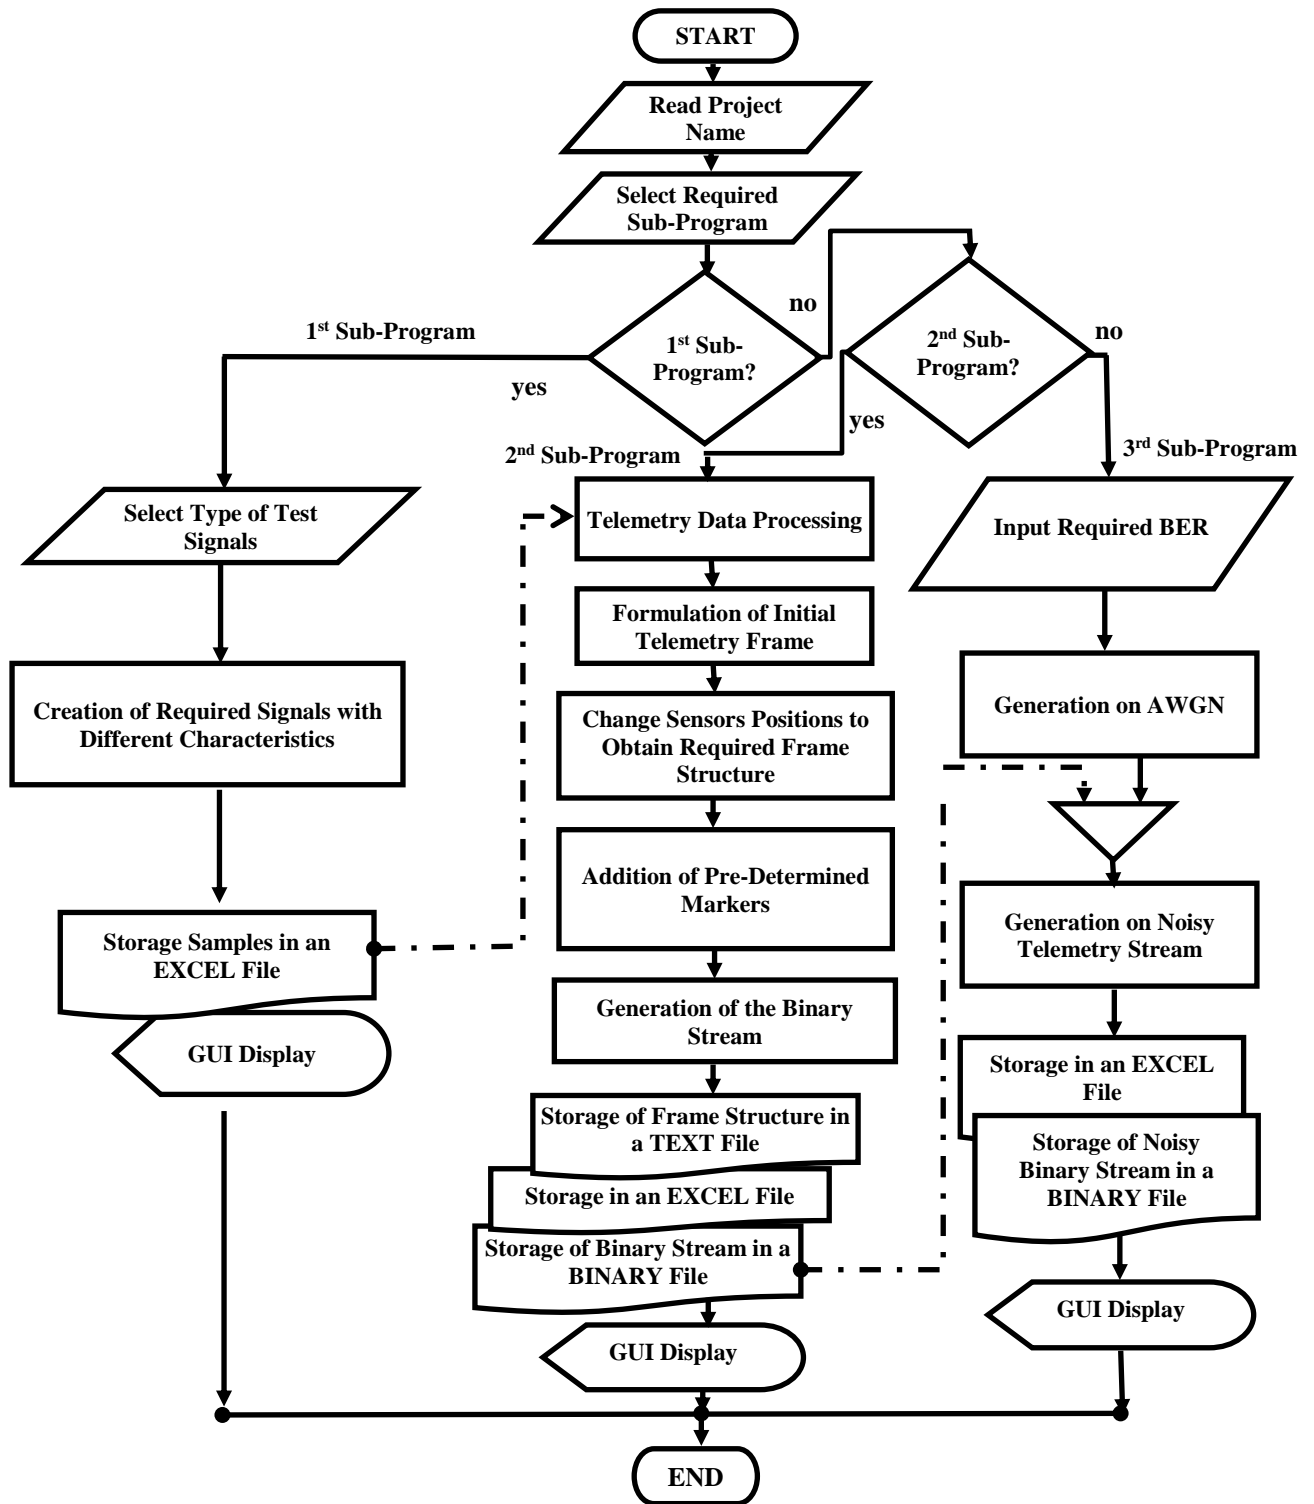 START
Read Project
Name
Select Required
Sub-Program
no
1st Sub-Program
1st Sub-
Program?
yes
2nd Sub-
Program?
no
yes
2nd Sub-Program
3rd Sub-Program
Select Type of Test
Signals
Creation of Required Signals with
Different Characteristics
Storage Samples in an
EXCEL File
GUI Display
Telemetry Data Processing
Formulation of Initial
Telemetry Frame
Change Sensors Positions to
Obtain Required Frame
Structure
Addition of Pre-Determined
Markers
Generation of the Binary
Stream
Storage of Frame Structure in
a TEXT File
Storage in an EXCEL File
Storage of Binary Stream in a
BINARY File
GUI Display
Input Required BER
Generation on AWGN
Generation on Noisy
Telemetry Stream
Storage in an EXCEL
File
Storage of Noisy
Binary Stream in a
BINARY File
GUI Display
END